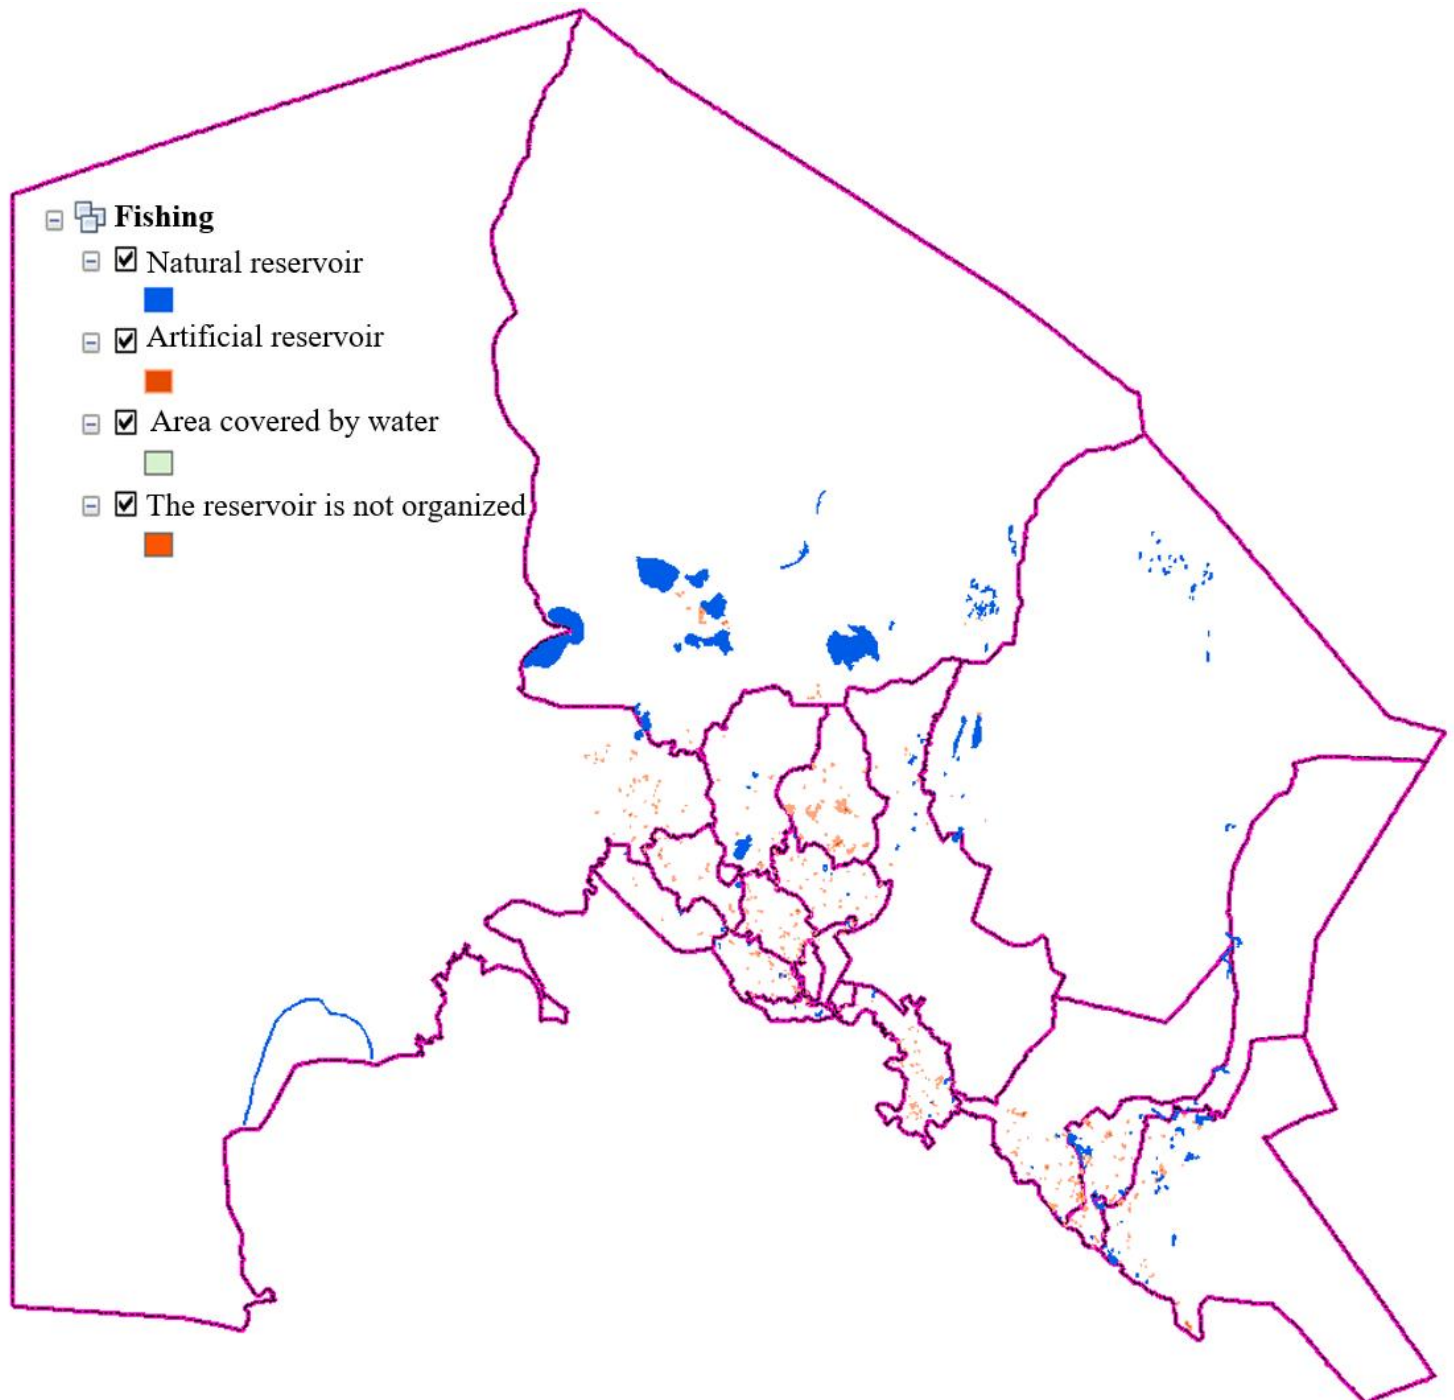 Fishing
Natural reservoir
Artificial reservoir
Area covered by water
The reservoir is not organized